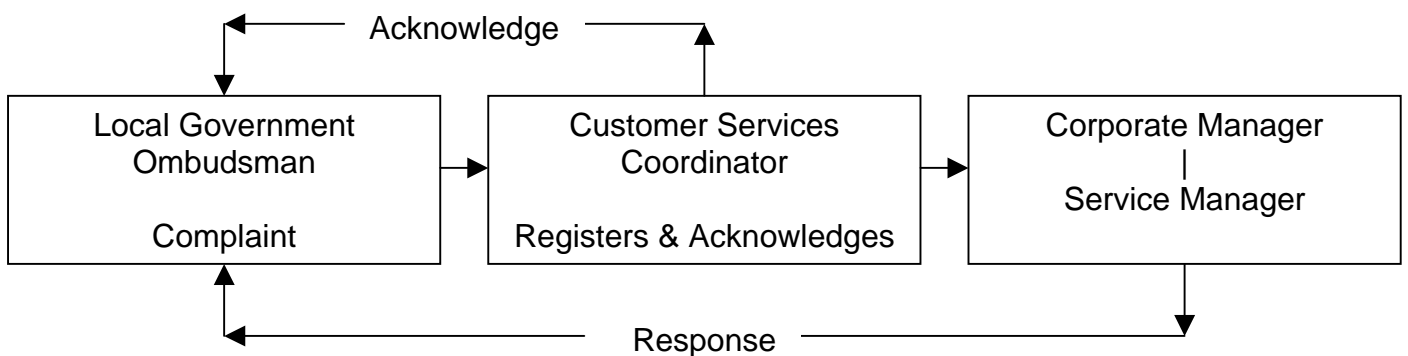 Acknowledge
Local Government
Ombudsman
Complaint
Customer Services
Coordinator
Registers & Acknowledges
Corporate Manager
|
Service Manager
Response